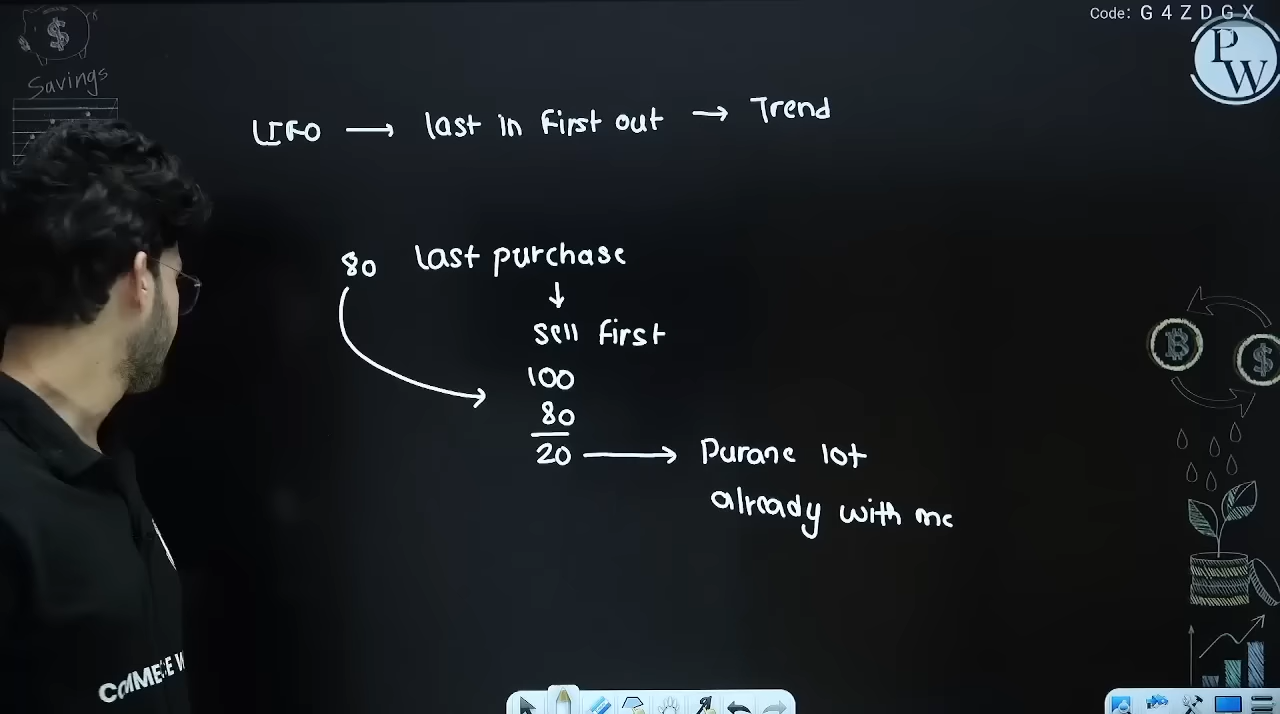 Code: G 4 Z D G X
PW
Savings
LIFO → last in First out → Trend
80 last purchase
↓
sell First
100
80
20 → Purane lot
already with me
COMMERCE W